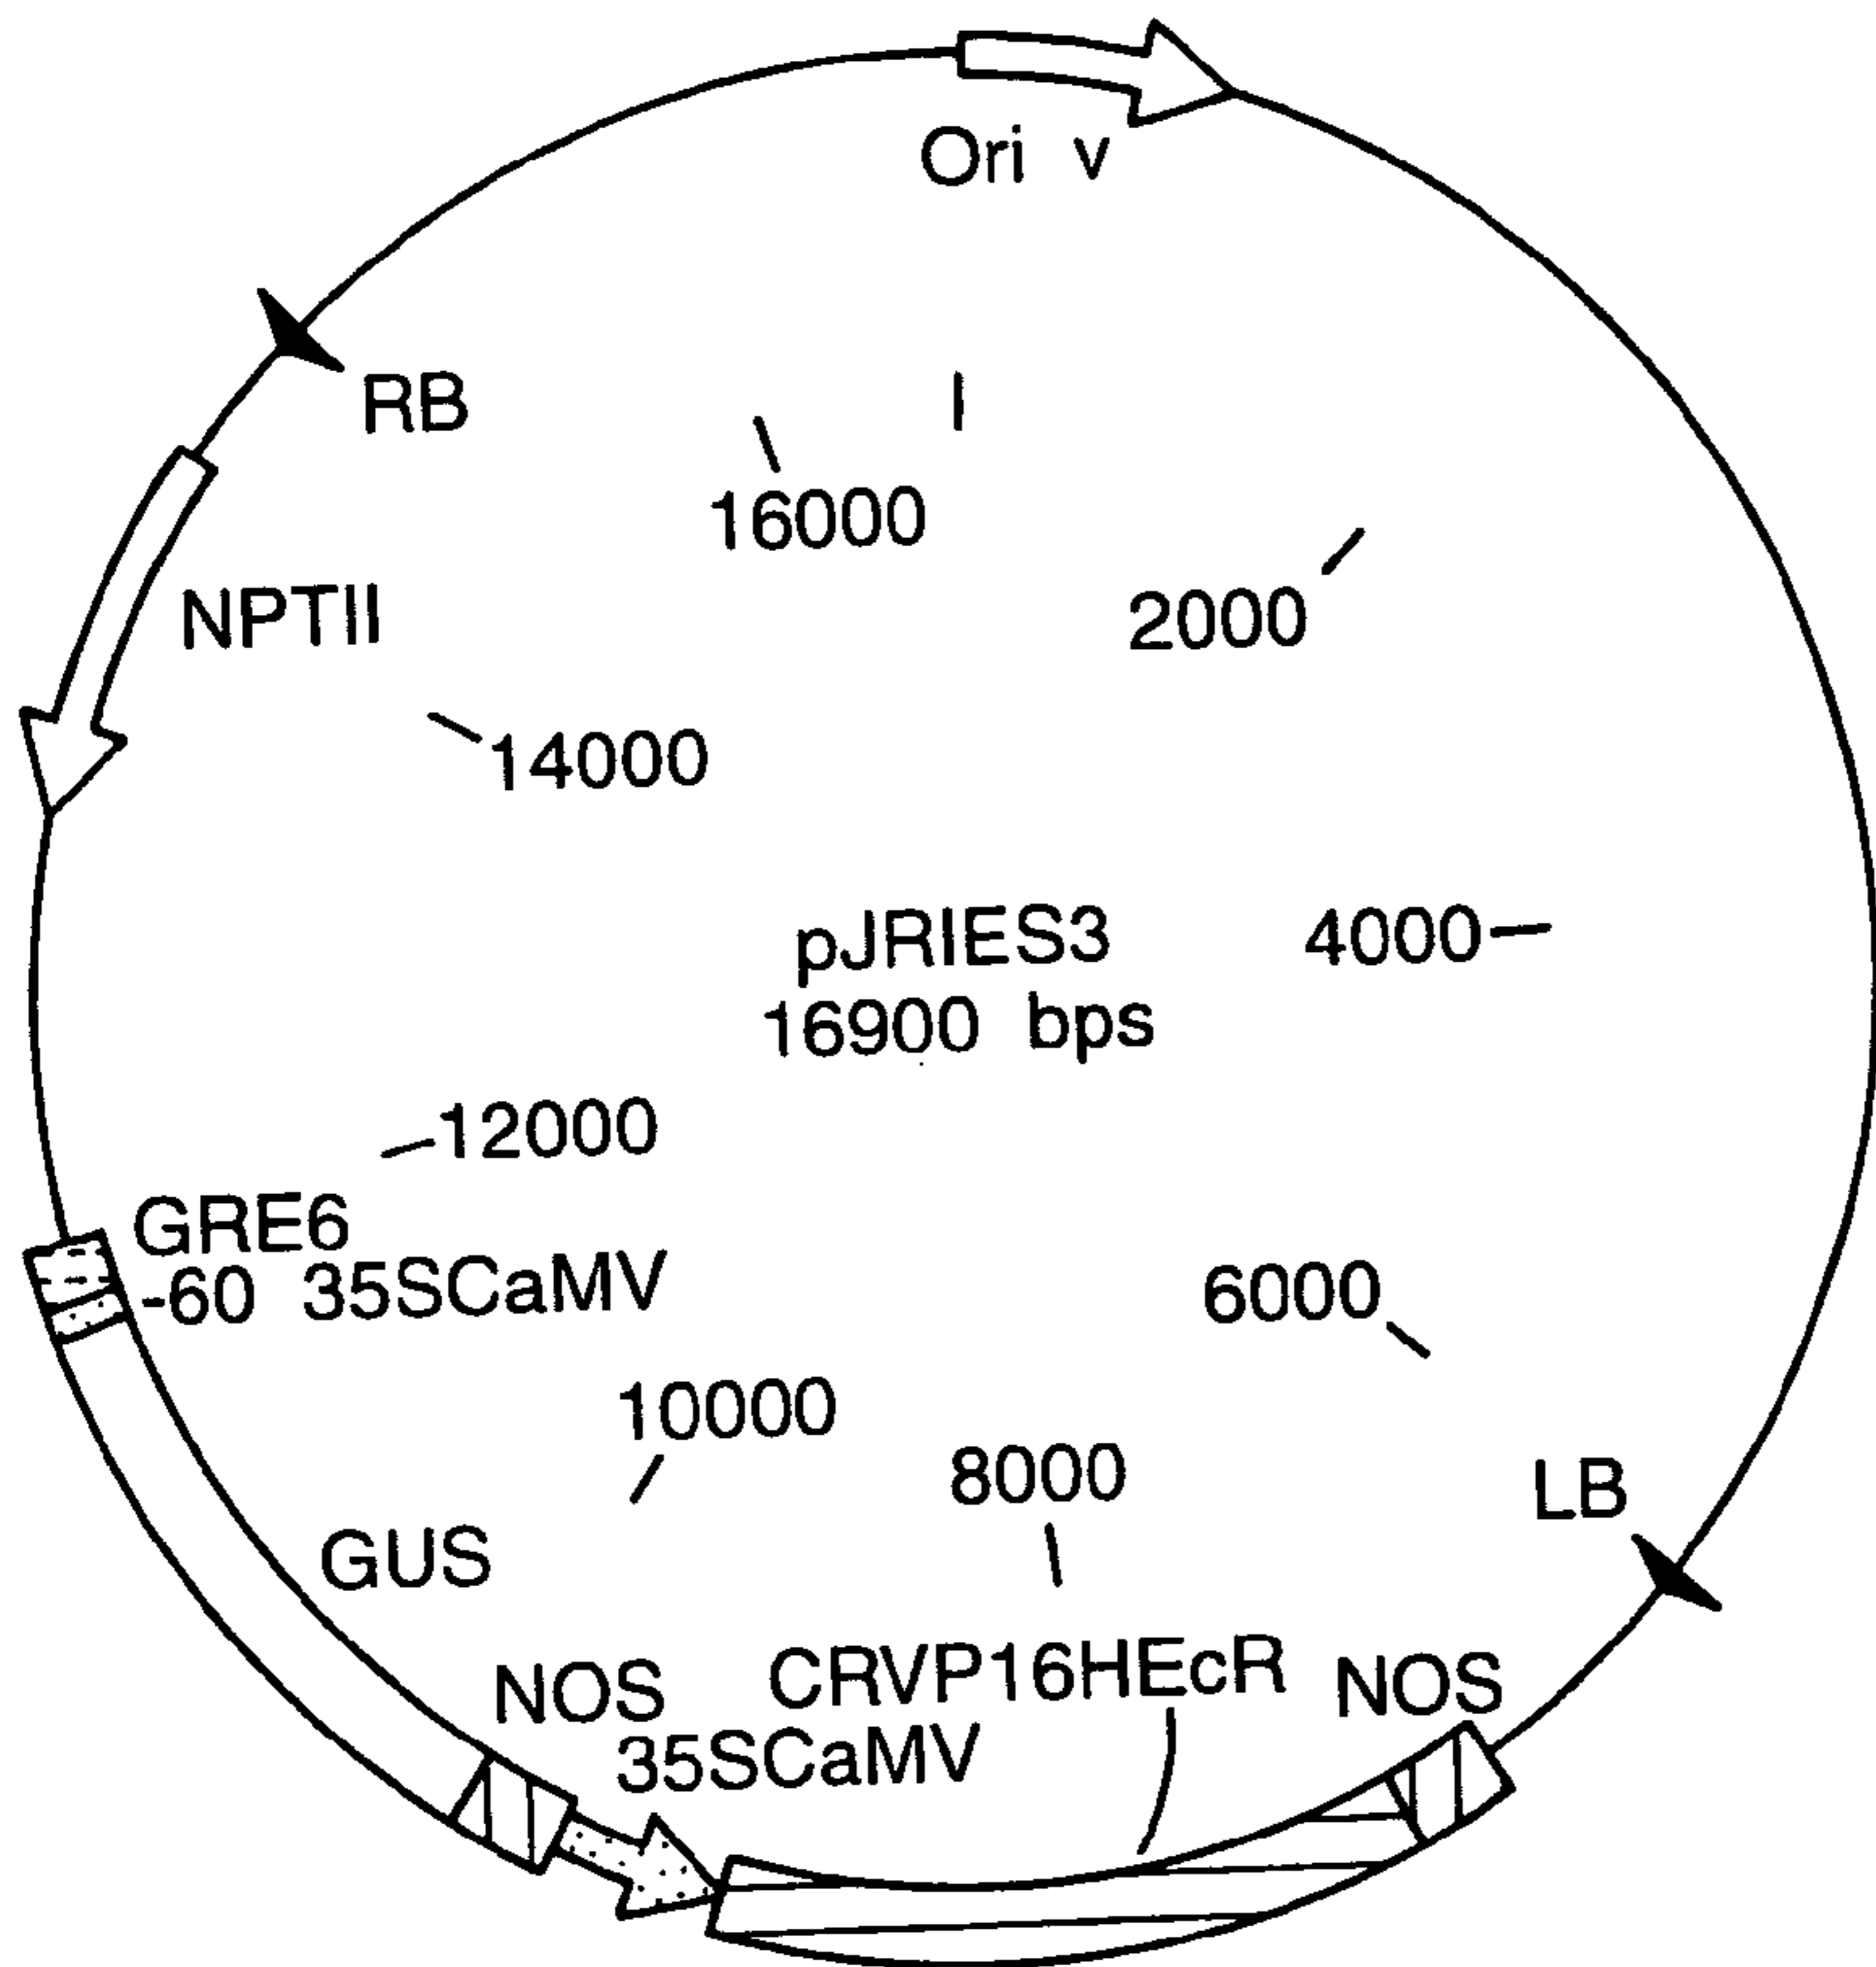 Ori v
RB
I
16000
2000
NPTII
14000
pJRIES3
16900 bps
4000
12000
GRE6
-60 35SCaMV
6000
10000
8000
LB
GUS
NOS
CRVP16HEcR
NOS
35SCaMV